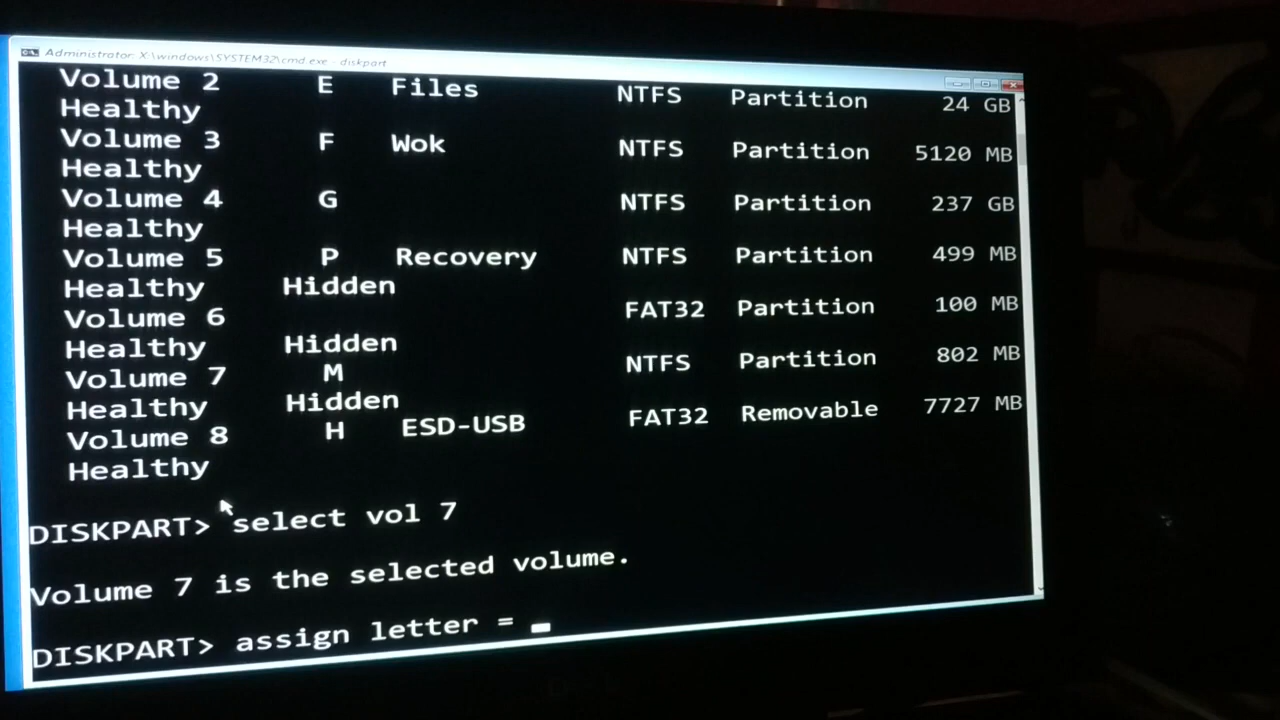 Administrator: X:\windows\SYSTEM32\cmd.exe - diskpart
Volume 2 E Files NTFS Partition 24 GB
Healthy
Volume 3 F Wok NTFS Partition 5120 MB
Healthy
Volume 4 G NTFS Partition 237 GB
Healthy
Volume 5 P Recovery NTFS Partition 499 MB
Healthy Hidden
Volume 6 FAT32 Partition 100 MB
Healthy Hidden
Volume 7 M NTFS Partition 802 MB
Healthy Hidden
Volume 8 H ESD-USB FAT32 Removable 7727 MB
Healthy
DISKPART> select vol 7
Volume 7 is the selected volume.
DISKPART> assign letter = _